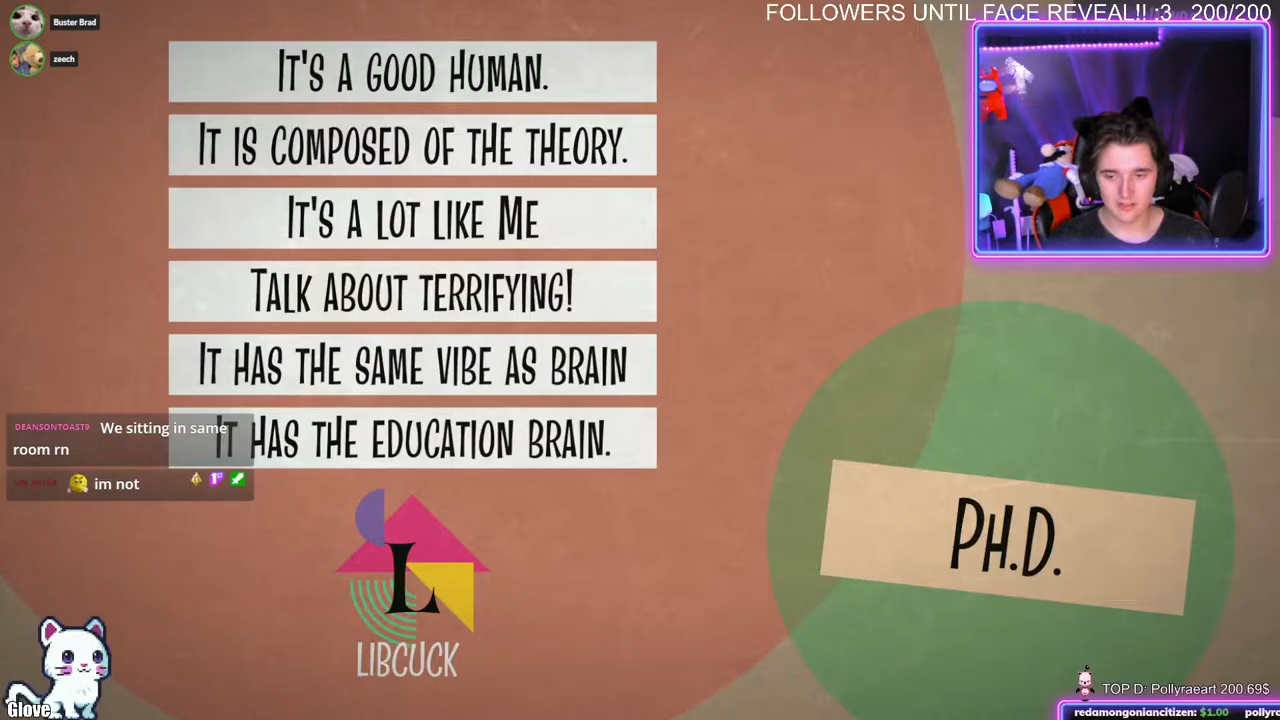 Buster Brad
zeech
FOLLOWERS UNTIL FACE REVEAL!! :3 200/200
IT'S A GOOD HUMAN.
IT IS COMPOSED OF THE THEORY.
IT'S A LOT LIKE ME
TALK ABOUT TERRIFYING!
IT HAS THE SAME VIBE AS BRAIN
IT HAS THE EDUCATION BRAIN.
DEANSONTOAST9 We sitting in same
room rn
im not
L
LIBCUCK
PH.D.
Glove
TOP D: Pollyraeart 200.69$
redamongoniancitizen: $1.00 pollyr